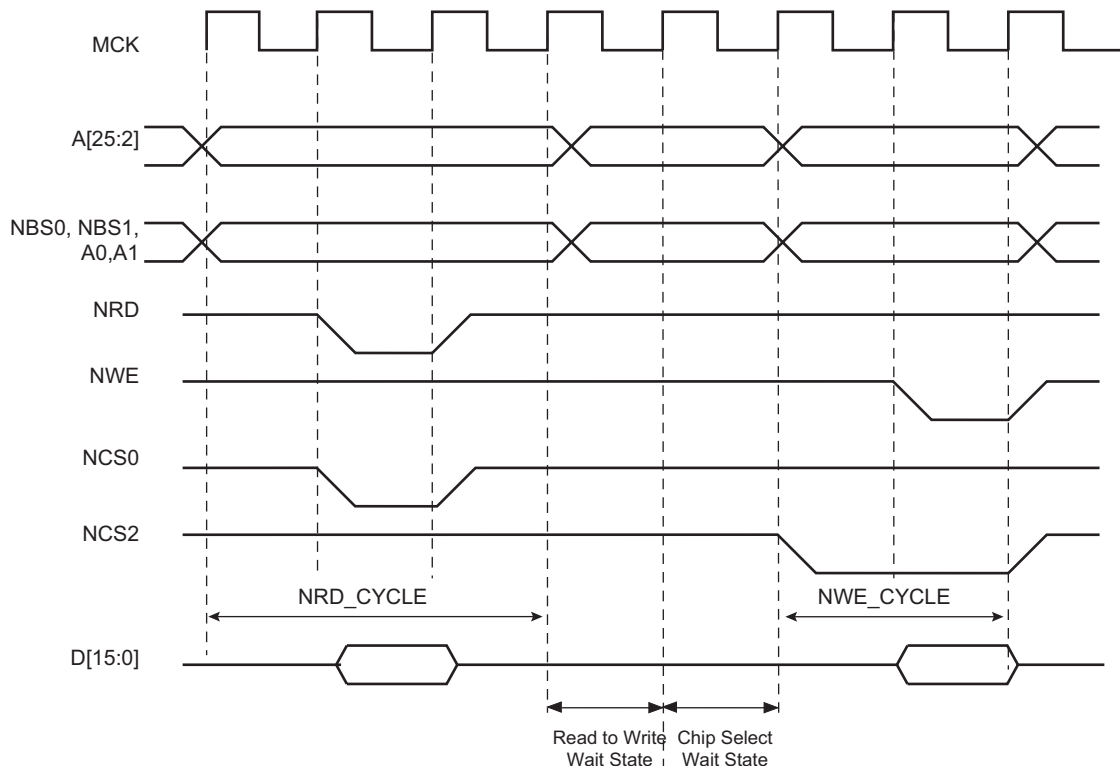 MCK
A[25:2]
NBS0, NBS1,
A0,A1
NRD
NWE
NCS0
NCS2
NRD_CYCLE
NWE_CYCLE
D[15:0]
Read to Write
Wait State
Chip Select
Wait State